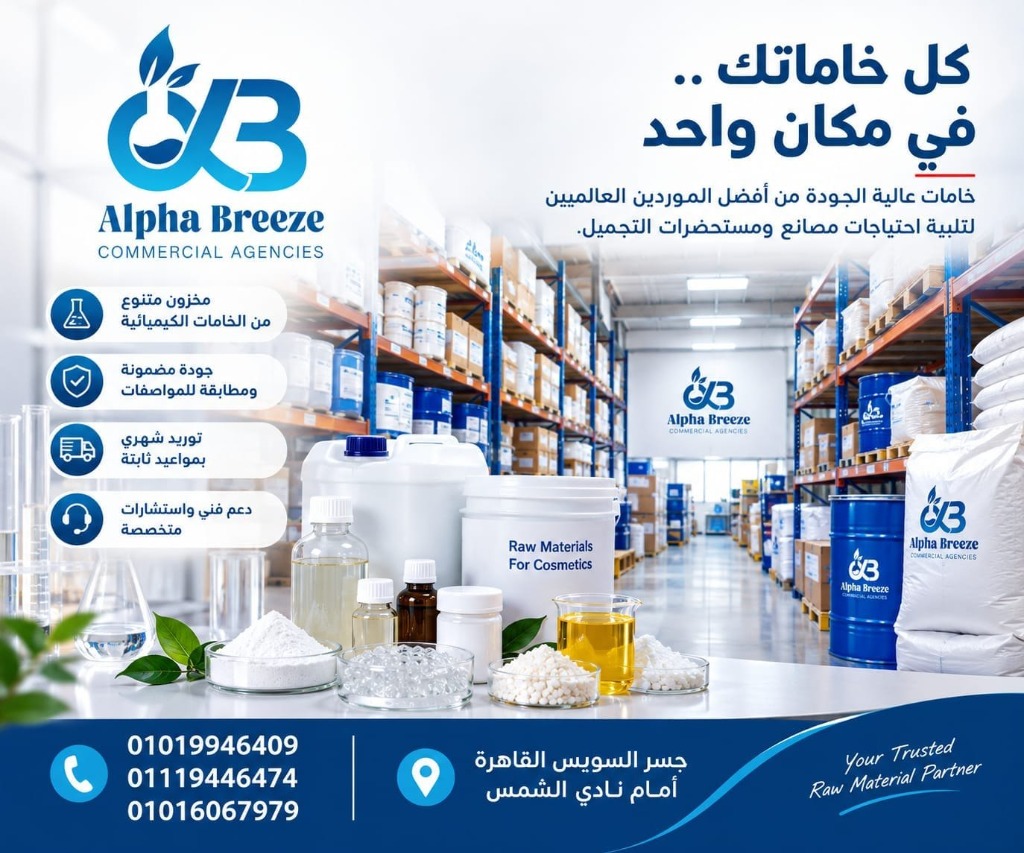 Alpha Breeze
COMMERCIAL AGENCIES
كل خاماتك ..
في مكان واحد
خامات عالية الجودة من أفضل الموردين العالميين
لتلبية احتياجات مصانع ومستحضرات التجميل.
مخزون متنوع
من الخامات الكيميائية
جودة مضمونة
ومطابقة للمواصفات
توريد شهري
بمواعيد ثابتة
دعم فني واستشارات
متخصصة
Alpha Breeze
COMMERCIAL AGENCIES
Raw Materials
For Cosmetics
Alpha Breeze
COMMERCIAL AGENCIES
Alpha Breeze
COMMERCIAL AGENCIES
01019946409
01119446474
01016067979
جسر السويس القاهرة
أمام نادي الشمس
Your Trusted
Raw Material Partner